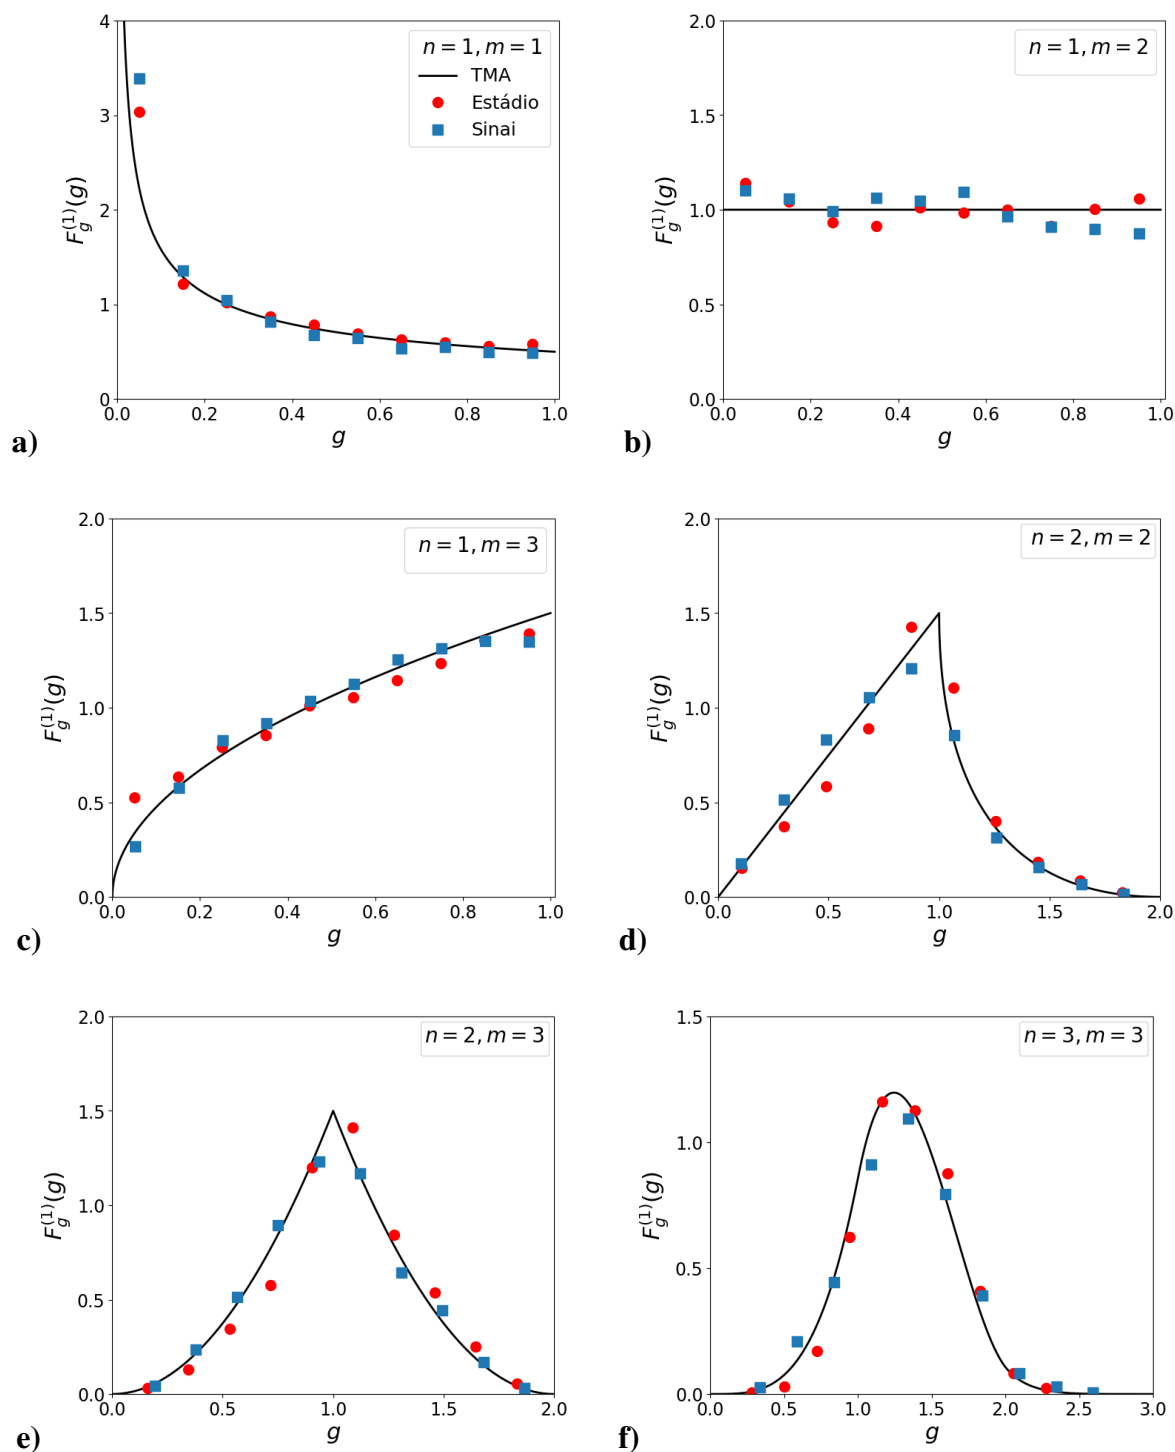 n = 1, m = 1
TMA
Estádio
Sinai
4
3
2
1
0
F_g^{(1)}(g)
0.0 0.2 0.4 0.6 0.8 1.0
g
a)
n = 1, m = 2
2.0
1.5
1.0
0.5
0.0
F_g^{(1)}(g)
0.0 0.2 0.4 0.6 0.8 1.0
g
b)
n = 1, m = 3
2.0
1.5
1.0
0.5
0.0
F_g^{(1)}(g)
0.0 0.2 0.4 0.6 0.8 1.0
g
c)
n = 2, m = 2
2.0
1.5
1.0
0.5
0.0
F_g^{(1)}(g)
0.0 0.5 1.0 1.5 2.0
g
d)
n = 2, m = 3
2.0
1.5
1.0
0.5
0.0
F_g^{(1)}(g)
0.0 0.5 1.0 1.5 2.0
g
e)
n = 3, m = 3
1.5
1.0
0.5
0.0
F_g^{(1)}(g)
0.0 0.5 1.0 1.5 2.0 2.5 3.0
g
f)